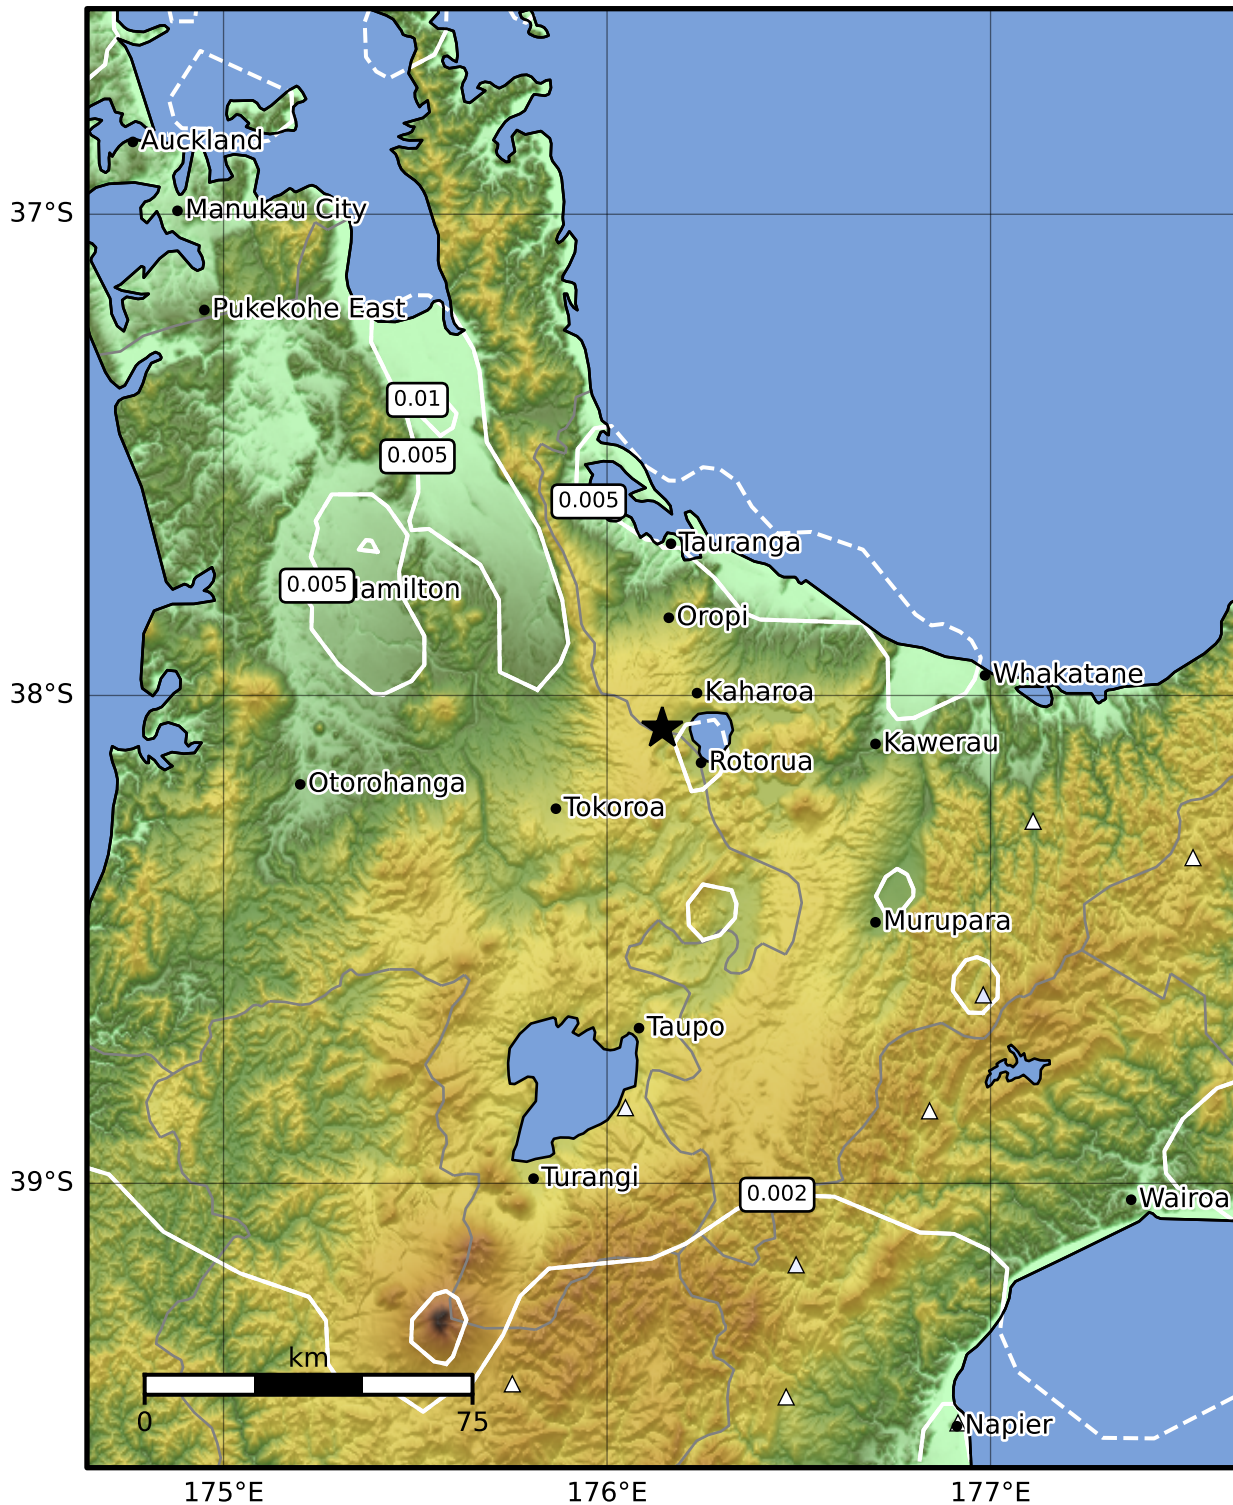 Auckland
Manukau City
37°S
Pukekohe East
0.01
0.005
0.005
Tauranga
0.005
amilton
Oropi
Whakatane
38°S
Kaharoa
Kawerau
Rotorua
Otorohanga
Tokoroa
Murupara
Taupo
Turangi
39°S
0.002
Wairoa
km
0
75
Napier
175°E
176°E
177°E